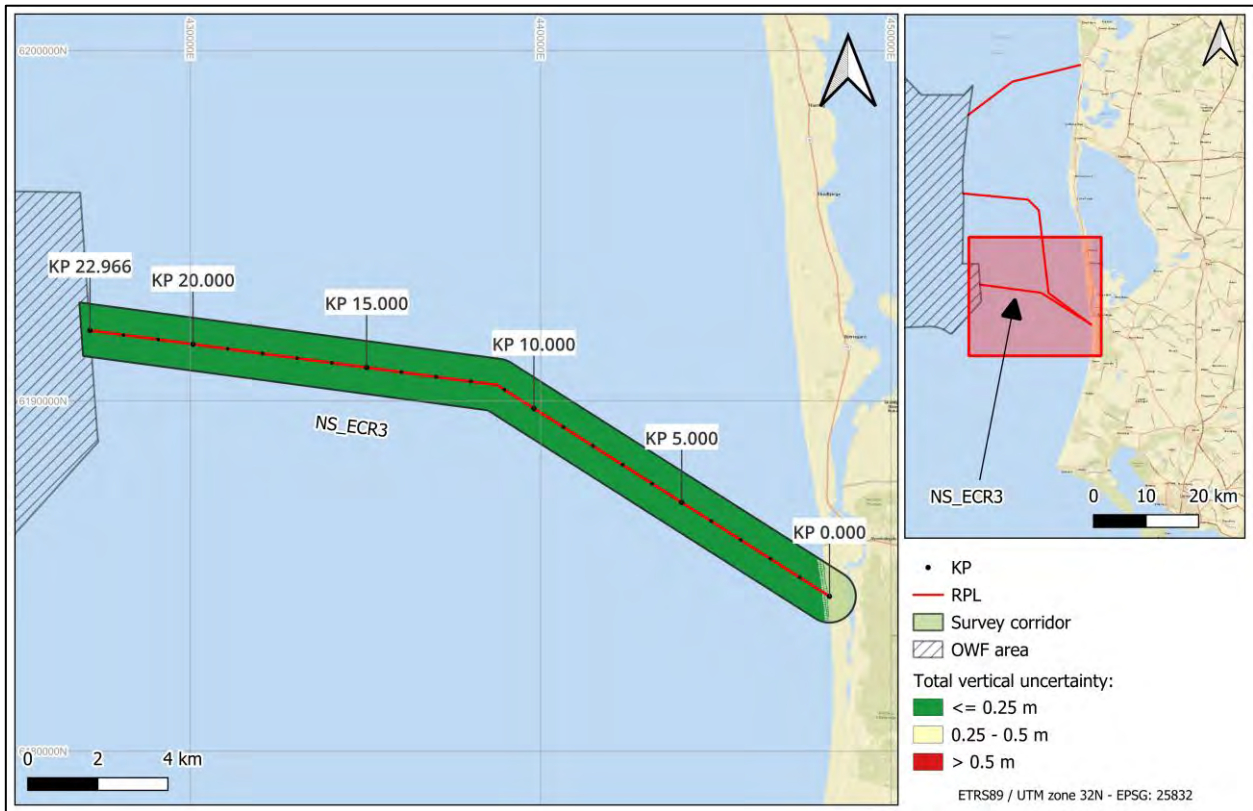 6200000N
430000E
440000E
450000E
KP 22.966
KP 20.000
KP 15.000
KP 10.000
6190000N
NS_ECR3
KP 5.000
KP 0.000
6180000N
0 2 4 km
NS_ECR3
0 10 20 km
KP
RPL
Survey corridor
OWF area
Total vertical uncertainty:
<= 0.25 m
0.25 - 0.5 m
> 0.5 m
ETRS89 / UTM zone 32N - EPSG: 25832